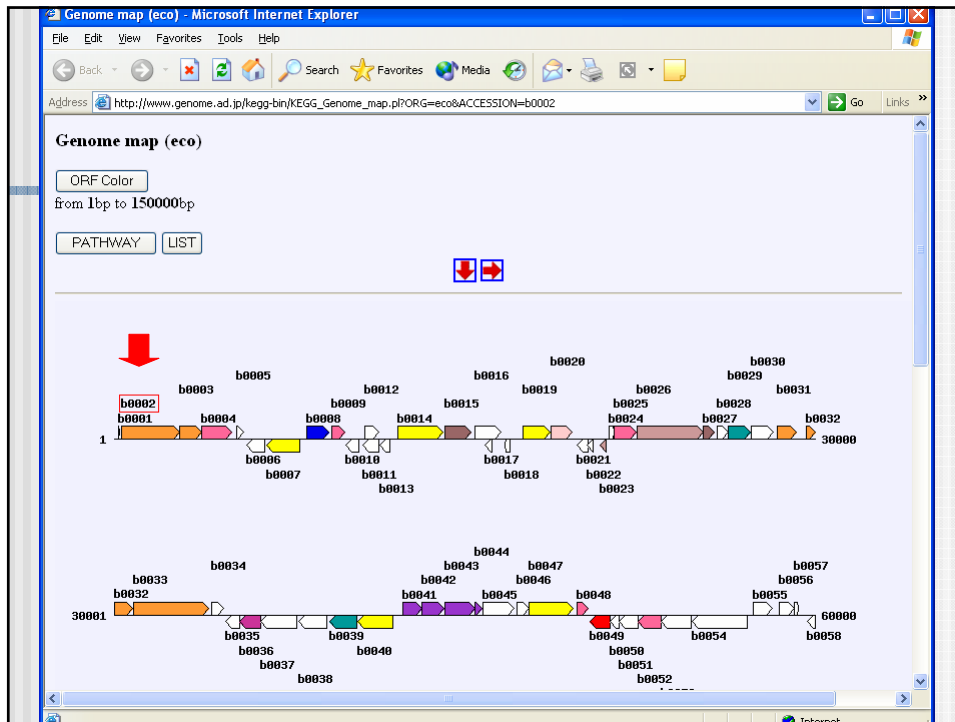 Genome map (eco) - Microsoft Internet Explorer
File Edit View Favorites Tools Help
Back Search Favorites Media
Address http://www.genome.ad.jp/kegg-bin/KEGG_Genome_map.pl?ORG=eco&ACCESSION=b0002 Go Links »
Genome map (eco)
ORF Color
from 1bp to 150000bp
PATHWAY LIST
b0020 b0030
b0005 b0016 b0029
b0003 b0012 b0019 b0026 b0031
b0002 b0009 b0015 b0025 b0028
b0001 b0004 b0008 b0014 b0024 b0027 b0032
1 30000
b0006 b0010 b0017 b0021
b0007 b0011 b0018 b0022
b0013 b0023
b0044
b0034 b0043 b0047 b0057
b0033 b0042 b0046 b0056
b0032 b0041 b0045 b0048 b0055
30001 60000
b0035 b0039 b0049 b0054 b0058
b0036 b0040 b0050
b0037 b0051
b0038 b0052
Internet